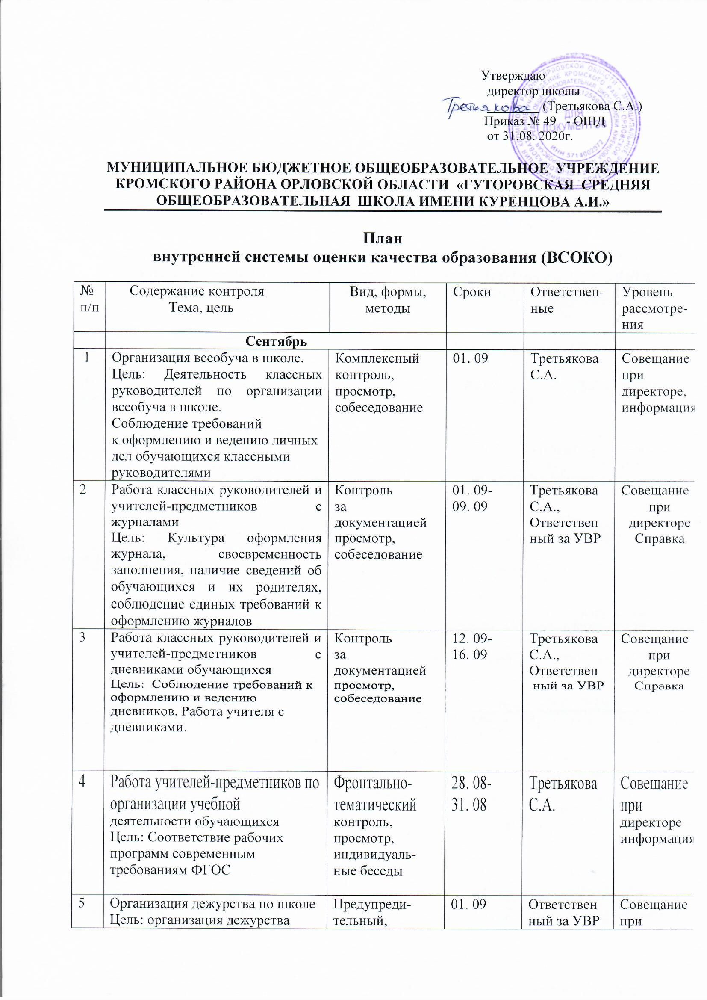 Утверждаю
директор школы
Третьякова (Третьякова С.А.)
Приказ № 49 - ОЩД
от 31.08. 2020г.
ДЛЯ
ДОКУМЕНТОВ
ИНН 5714002972
МУНИЦИПАЛЬНОЕ БЮДЖЕТНОЕ ОБЩЕОБРАЗОВАТЕЛЬНОЕ УЧРЕЖДЕНИЕ
КРОМСКОГО РАЙОНА ОРЛОВСКОЙ ОБЛАСТИ «ГУТОРОВСКАЯ СРЕДНЯЯ
ОБЩЕОБРАЗОВАТЕЛЬНАЯ ШКОЛА ИМЕНИ КУРЕНЦОВА А.И.»
План
внутренней системы оценки качества образования (ВСОКО)
№
п/п
Содержание контроля
Тема, цель
Вид, формы,
методы
Сроки
Ответствен-
ные
Уровень
рассмотре-
ния
Сентябрь
1
Организация всеобуча в школе.
Цель: Деятельность классных
руководителей по организации
всеобуча в школе.
Соблюдение требований
к оформлению и ведению личных
дел обучающихся классными
руководителями
Комплексный
контроль,
просмотр,
собеседование
01. 09
Третьякова
С.А.
Совещание
при
директоре,
информация
2
Работа классных руководителей и
учителей-предметников с
журналами
Цель: Культура оформления
журнала, своевременность
заполнения, наличие сведений об
обучающихся и их родителях,
соблюдение единых требований к
оформлению журналов
Контроль
за
документацией
просмотр,
собеседование
01. 09-
09. 09
Третьякова
С.А.,
Ответствен
ный за УВР
Совещание
при
директоре
Справка
3
Работа классных руководителей и
учителей-предметников с
дневниками обучающихся
Цель: Соблюдение требований к
оформлению и ведению
дневников. Работа учителя с
дневниками.
Контроль
за
документацией
просмотр,
собеседование
12. 09-
16. 09
Третьякова
С.А.,
Ответствен
ный за УВР
Совещание
при
директоре
Справка
4
Работа учителей-предметников по
организации учебной
деятельности обучающихся
Цель: Соответствие рабочих
программ современным
требованиям ФГОС
Фронтально-
тематический
контроль,
просмотр,
индивидуаль-
ные беседы
28. 08-
31. 08
Третьякова
С.А.
Совещание
при
директоре
информация
5
Организация дежурства по школе
Цель: организация дежурства
Предупреди-
тельный,
01. 09
Ответствен
ный за УВР
Совещание
при